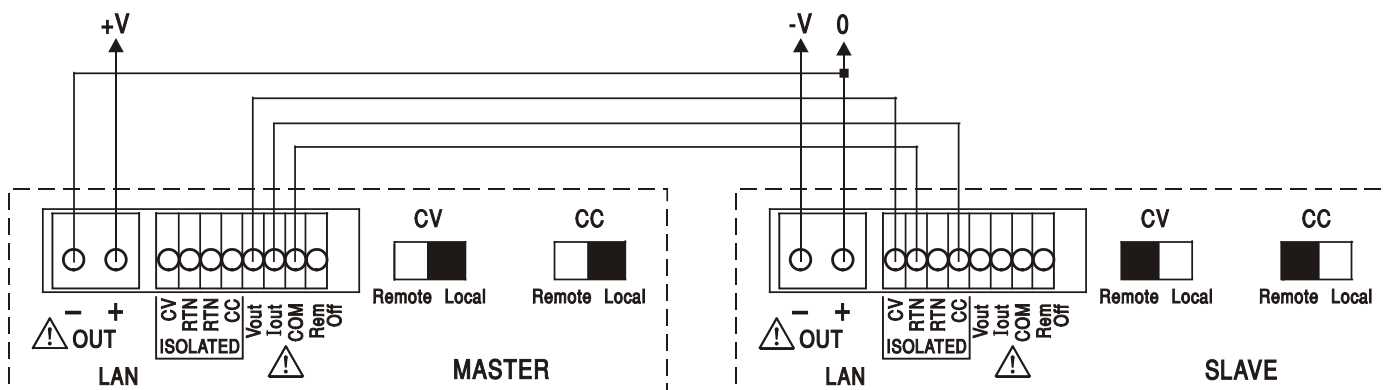 +V
-V 0
CV CC
Remote Local Remote Local
- +
OUT
CV RTN RTN CC Vout Iout COM Rem Off
ISOLATED
LAN MASTER
CV CC
Remote Local Remote Local
- +
OUT
CV RTN RTN CC Vout Iout COM Rem Off
ISOLATED
LAN SLAVE